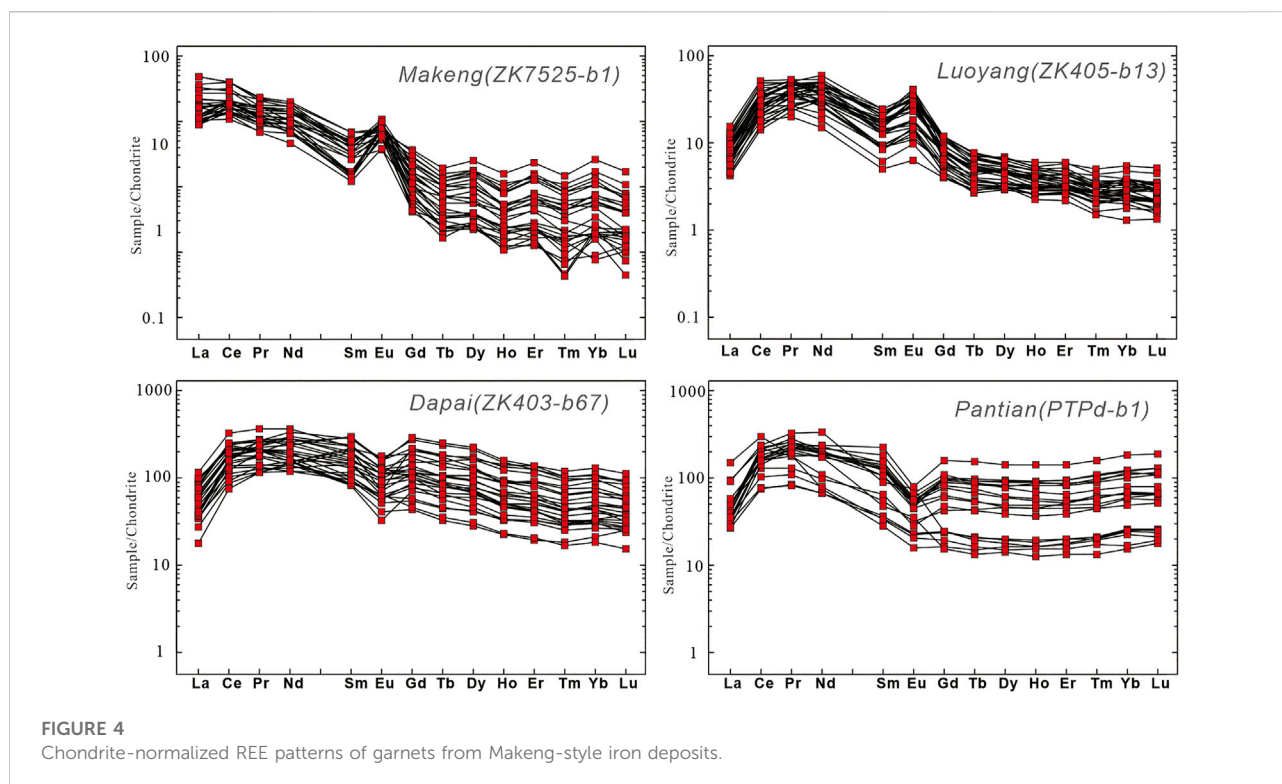 Makeng(ZK7525-b1)
Sample/Chondrite
100
10
1
0.1
La Ce Pr Nd Sm Eu Gd Tb Dy Ho Er Tm Yb Lu
Luoyang(ZK405-b13)
Sample/Chondrite
100
10
1
0.1
La Ce Pr Nd Sm Eu Gd Tb Dy Ho Er Tm Yb Lu
Dapai(ZK403-b67)
Sample/Chondrite
1000
100
10
1
La Ce Pr Nd Sm Eu Gd Tb Dy Ho Er Tm Yb Lu
Pantian(PTPd-b1)
Sample/Chondrite
1000
100
10
1
La Ce Pr Nd Sm Eu Gd Tb Dy Ho Er Tm Yb Lu
FIGURE 4
Chondrite-normalized REE patterns of garnets from Makeng-style iron deposits.